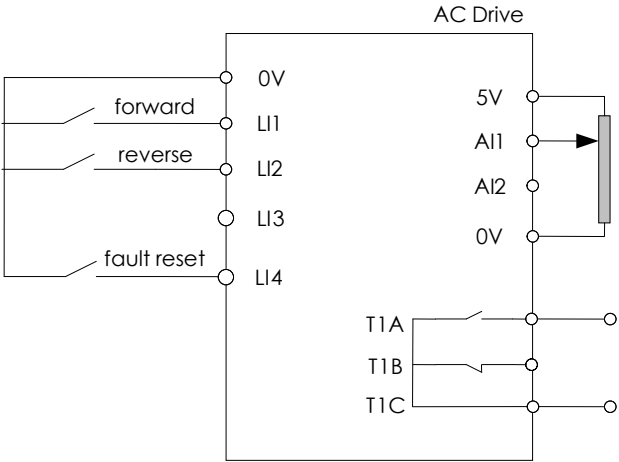 AC Drive
0V
forward
LI1
reverse
LI2
LI3
fault reset
LI4
5V
AI1
AI2
0V
T1A
T1B
T1C